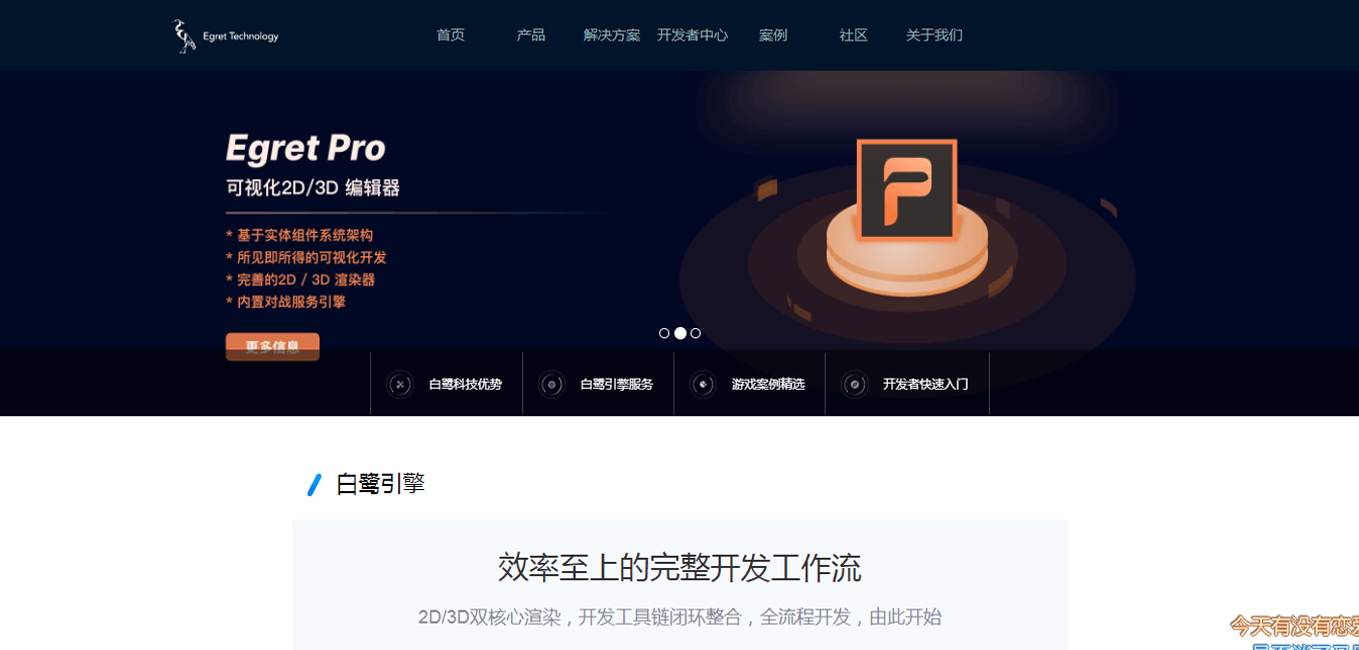 Egret Technology
首页 产品 解决方案 开发者中心 案例 社区 关于我们
Egret Pro
可视化2D/3D 编辑器
* 基于实体组件系统架构
* 所见即所得的可视化开发
* 完善的2D / 3D 渲染器
* 内置对战服务引擎
更多信息
白鹭科技优势 白鹭引擎服务 游戏案例精选 开发者快速入门
白鹭引擎
效率至上的完整开发工作流
2D/3D双核心渲染，开发工具链闭环整合，全流程开发，由此开始
今天有没有恋爱